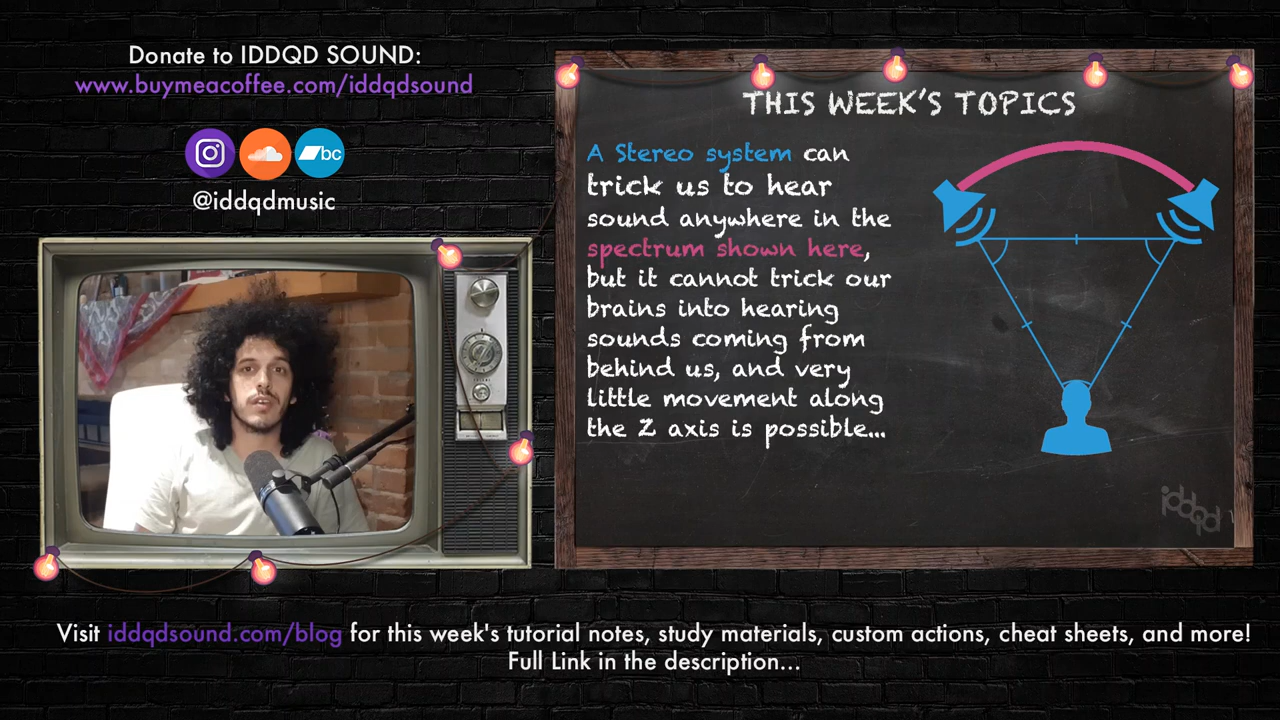 Donate to IDDQD SOUND:
www.buymeacoffee.com/iddqdsound
bc
@iddqdmusic
THIS WEEK'S TOPICS
A Stereo system can
trick us to hear
sound anywhere in the
spectrum shown here,
but it cannot trick our
brains into hearing
sounds coming from
behind us, and very
little movement along
the Z axis is possible...
iddqd
Visit iddqdsound.com/blog for this week's tutorial notes, study materials, custom actions, cheat sheets, and more!
Full Link in the description...